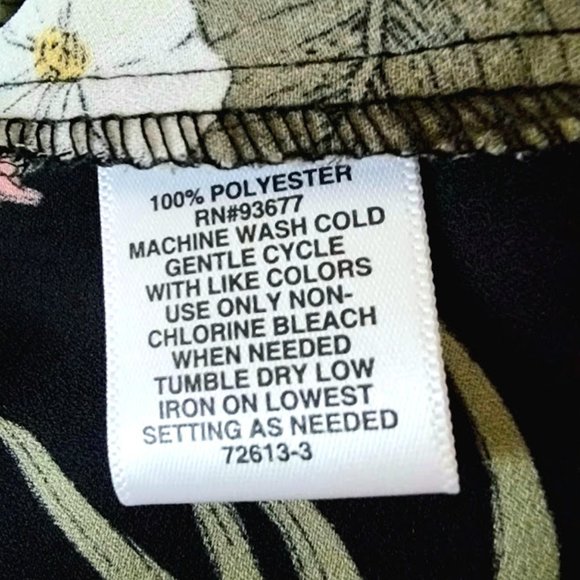 100% POLYESTER
RN#93677
MACHINE WASH COLD
GENTLE CYCLE
WITH LIKE COLORS
USE ONLY NON-
CHLORINE BLEACH
WHEN NEEDED
TUMBLE DRY LOW
IRON ON LOWEST
SETTING AS NEEDED
72613-3